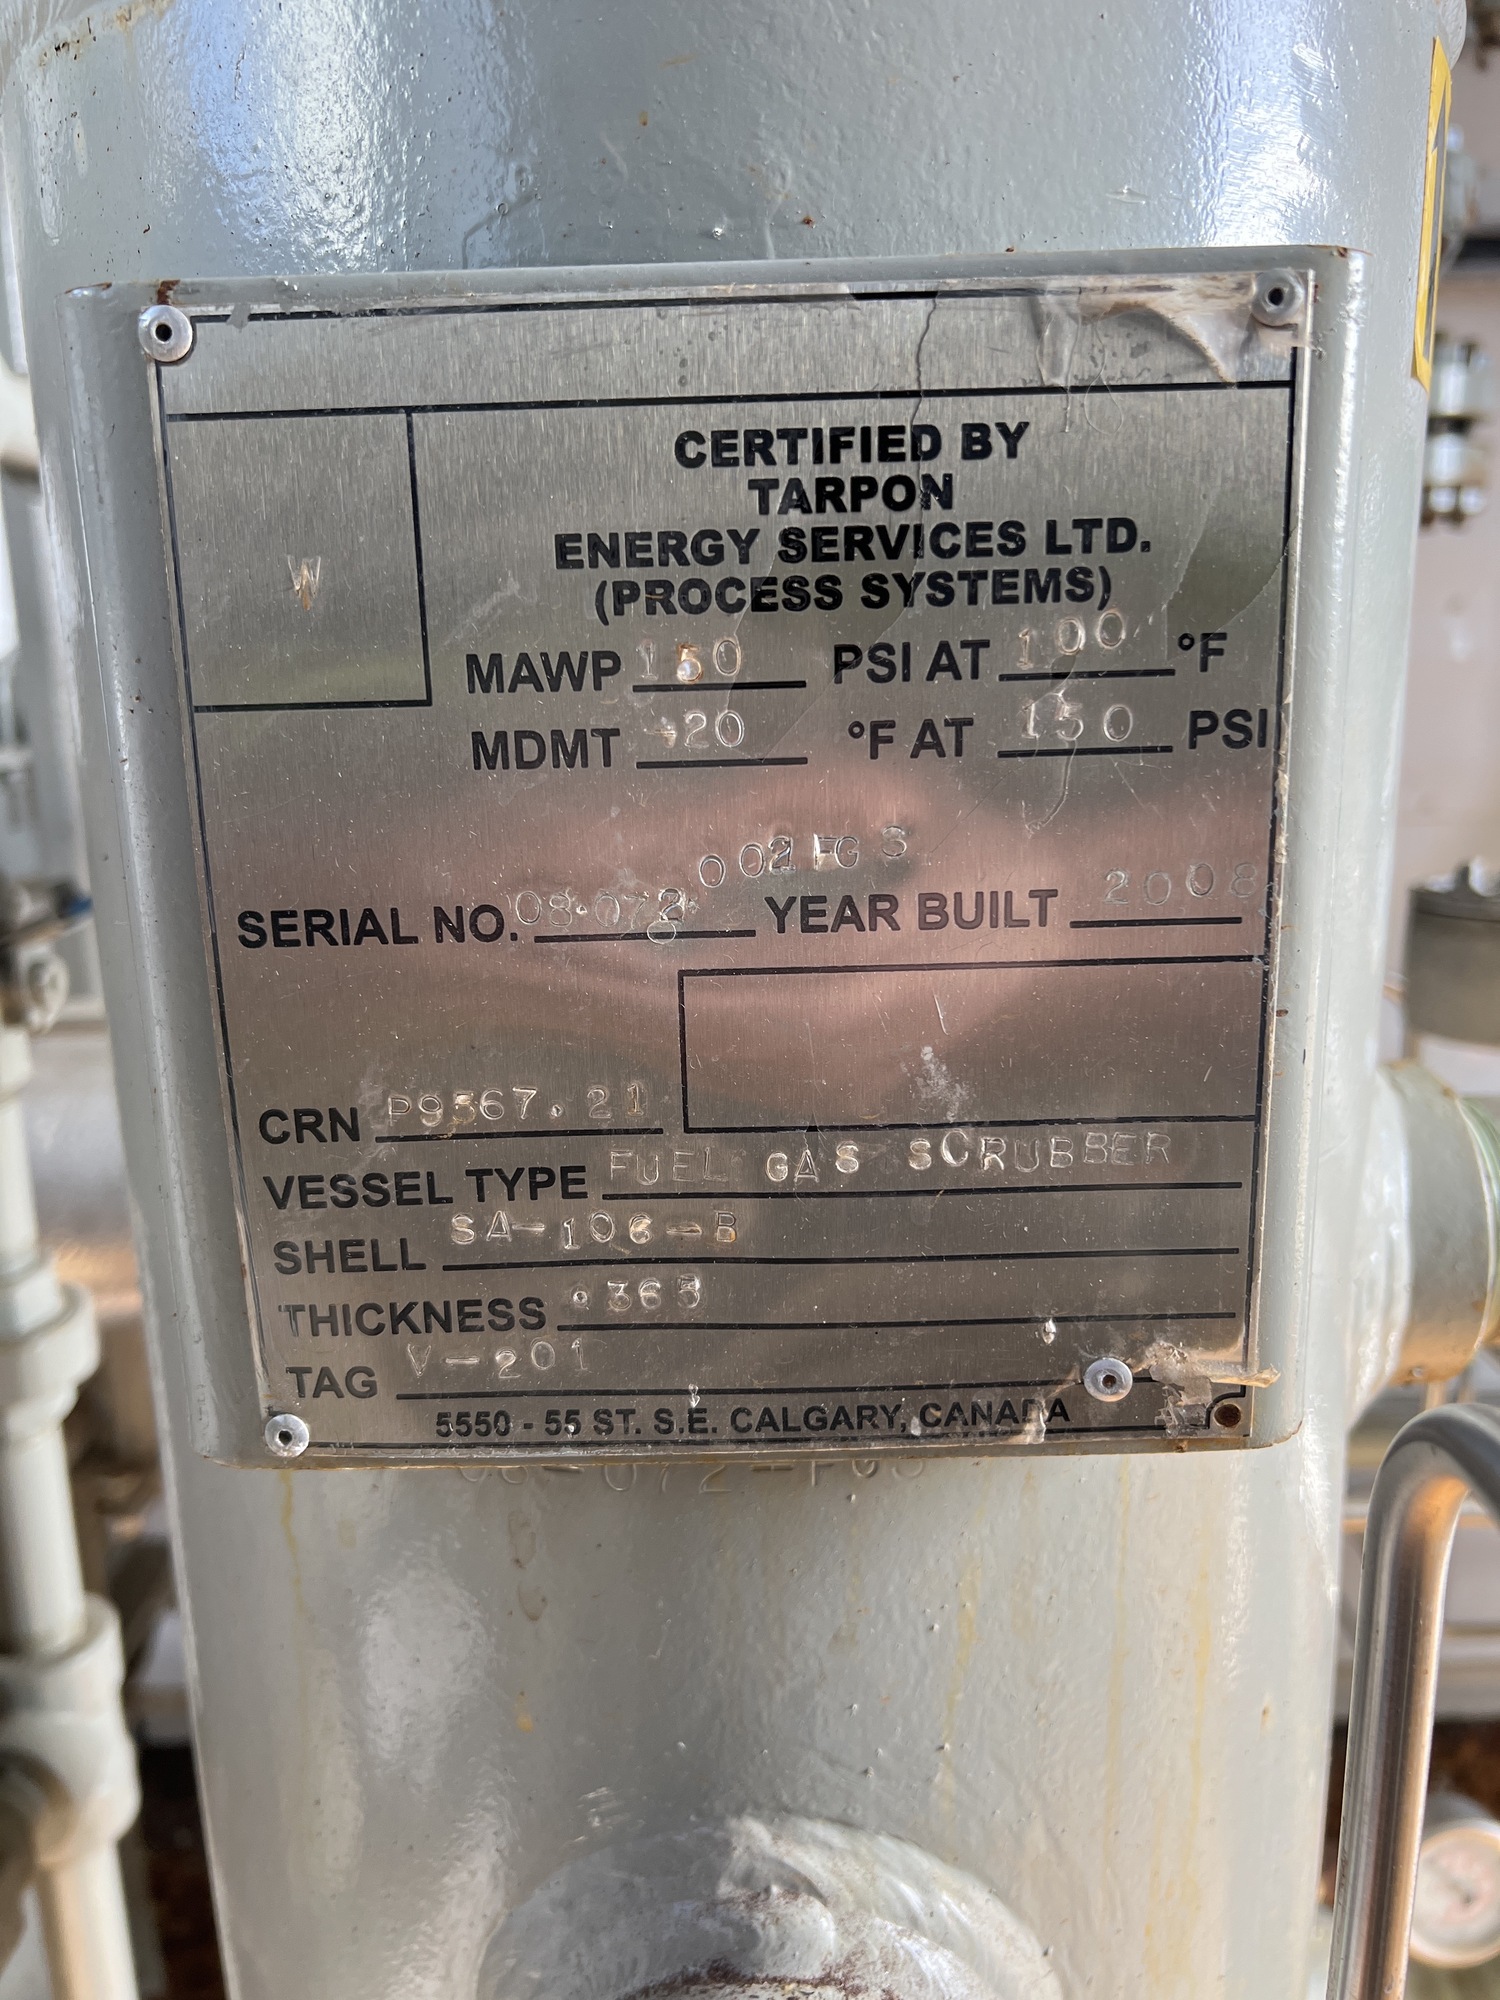 W
CERTIFIED BY
TARPON
ENERGY SERVICES LTD.
(PROCESS SYSTEMS)
MAWP 150 PSI AT 100 °F
MDMT -20 °F AT 150 PSI
SERIAL NO. YEAR BUILT 2008
CRN P9567.21
VESSEL TYPE FUEL GAS SCRUBBER
SHELL SA-106-B
THICKNESS .365
TAG V-201
5550 - 55 ST. S.E. CALGARY, CANADA